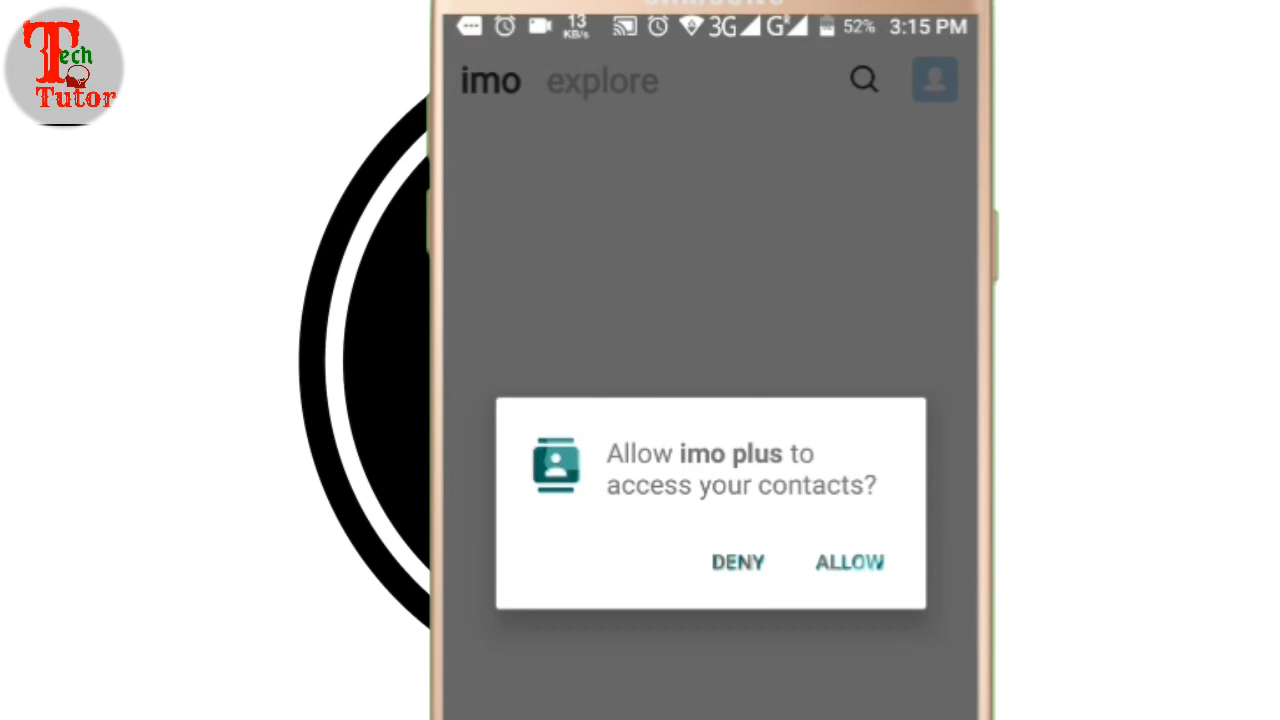 Tech
Tutor
SAMSUNG
13 KB/s 3G G 52% 3:15 PM
imo explore
Allow imo plus to
access your contacts?
DENY ALLOW